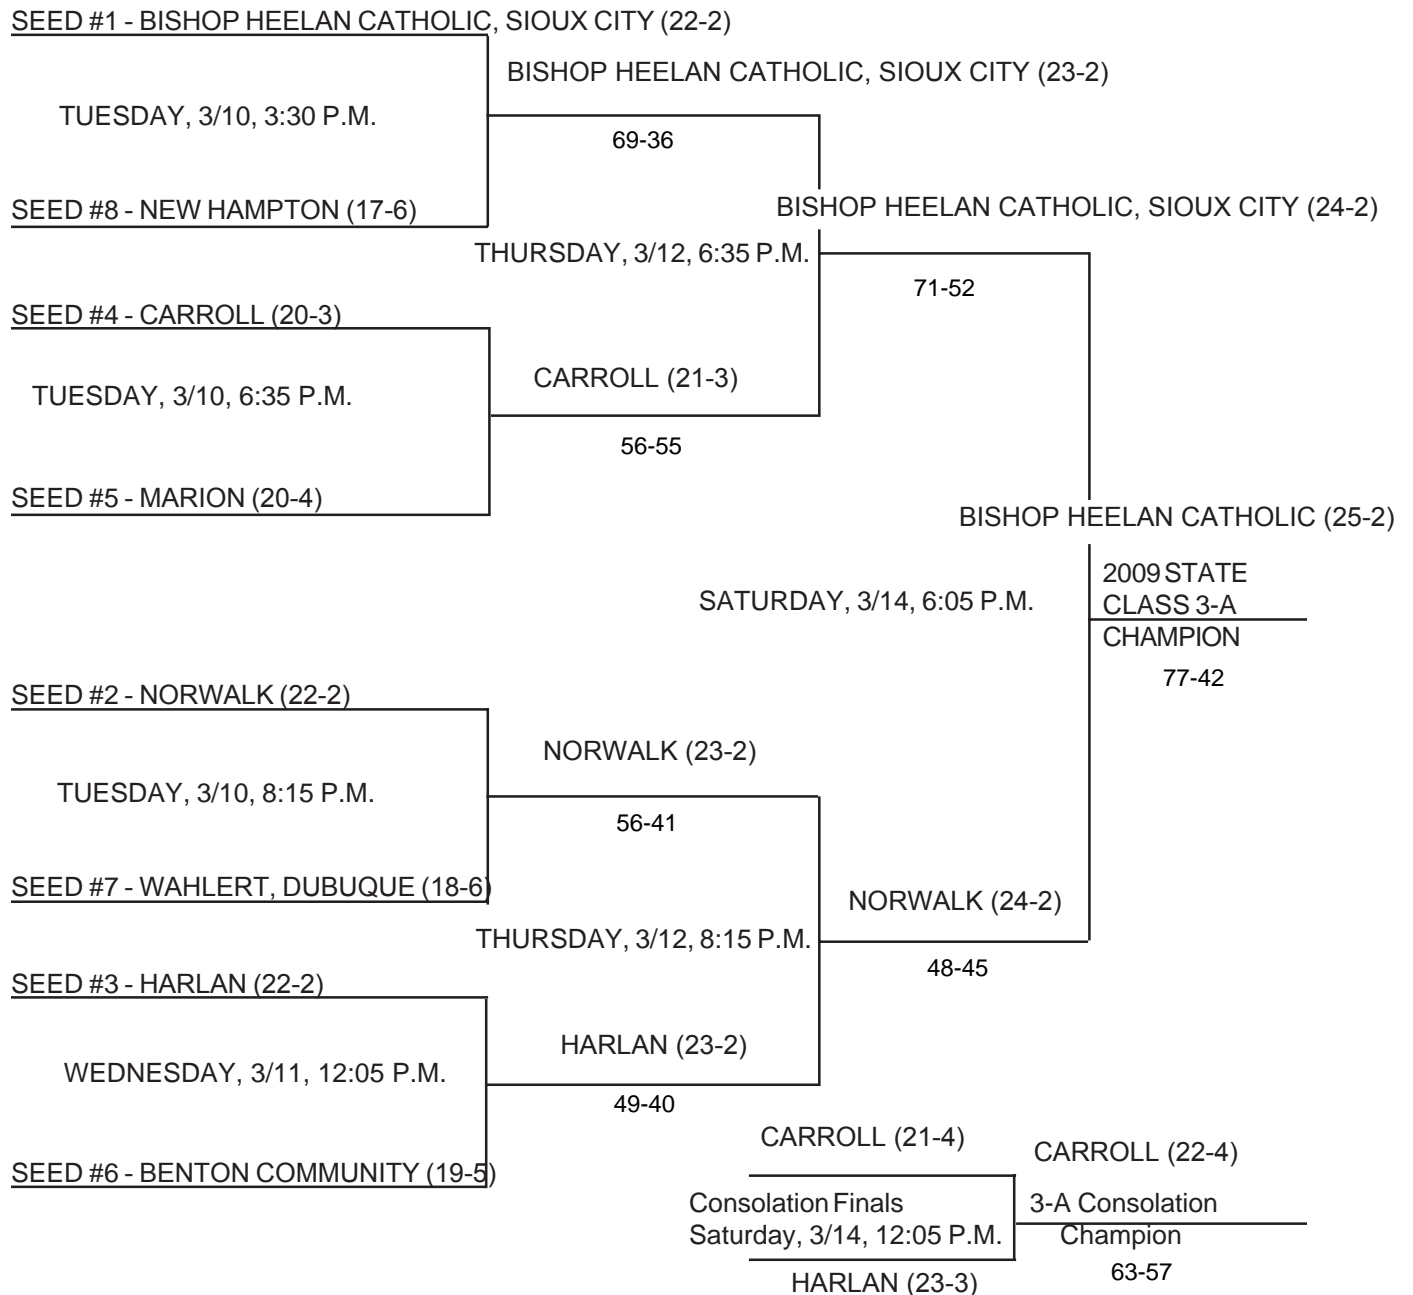 SEED #1 - BISHOP HEELAN CATHOLIC, SIOUX CITY (22-2)
BISHOP HEELAN CATHOLIC, SIOUX CITY (23-2)
TUESDAY, 3/10, 3:30 P.M.
69-36
SEED #8 - NEW HAMPTON (17-6)
BISHOP HEELAN CATHOLIC, SIOUX CITY (24-2)
THURSDAY, 3/12, 6:35 P.M.
71-52
SEED #4 - CARROLL (20-3)
CARROLL (21-3)
TUESDAY, 3/10, 6:35 P.M.
56-55
SEED #5 - MARION (20-4)
BISHOP HEELAN CATHOLIC (25-2)
2009 STATE
CLASS 3-A
CHAMPION
SATURDAY, 3/14, 6:05 P.M.
77-42
SEED #2 - NORWALK (22-2)
NORWALK (23-2)
TUESDAY, 3/10, 8:15 P.M.
56-41
SEED #7 - WAHLERT, DUBUQUE (18-6)
NORWALK (24-2)
THURSDAY, 3/12, 8:15 P.M.
48-45
SEED #3 - HARLAN (22-2)
HARLAN (23-2)
WEDNESDAY, 3/11, 12:05 P.M.
49-40
SEED #6 - BENTON COMMUNITY (19-5)
CARROLL (21-4)
CARROLL (22-4)
Consolation Finals
Saturday, 3/14, 12:05 P.M.
3-A Consolation
Champion
HARLAN (23-3)
63-57